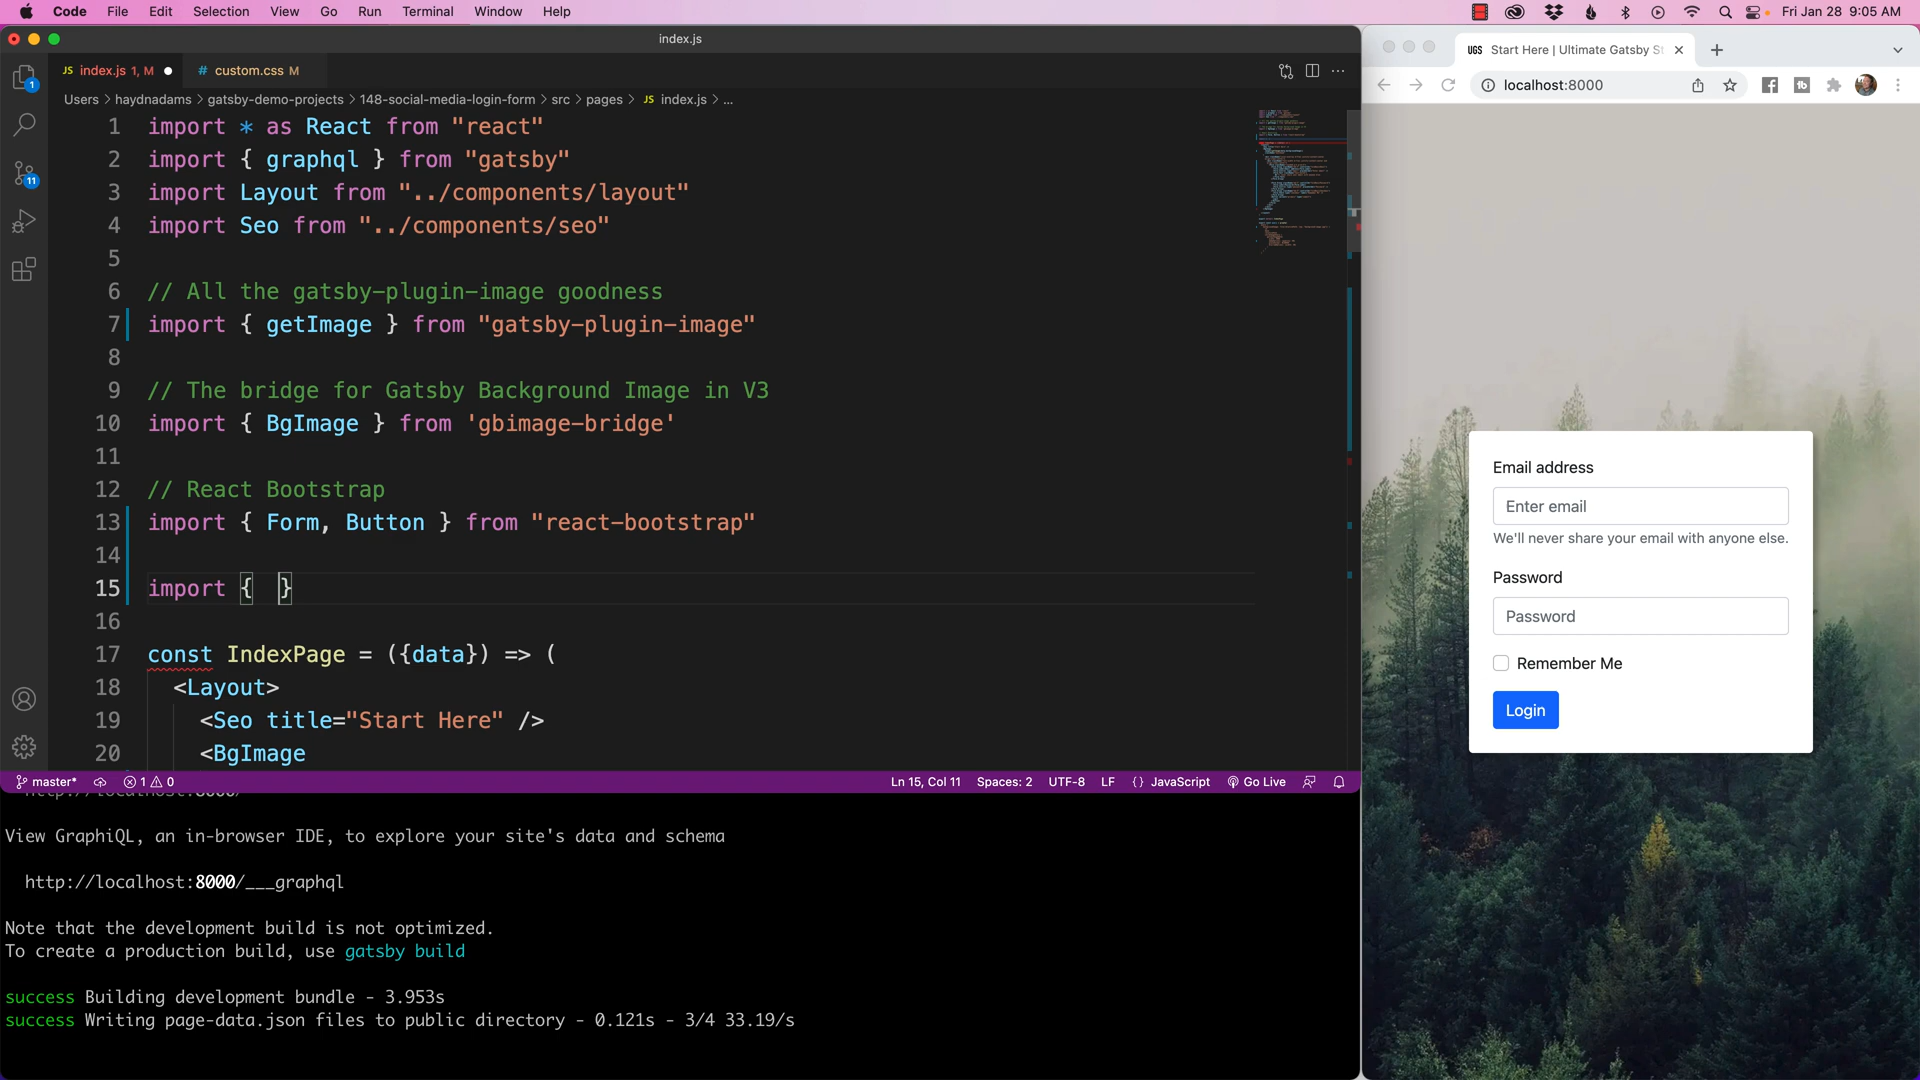 Code File Edit Selection View Go Run Terminal Window Help
Fri Jan 28 9:05 AM
index.js
JS index.js 1, M
# custom.css M
1
11
Users > haydnadams > gatsby-demo-projects > 148-social-media-login-form > src > pages > JS index.js > ...
1 import * as React from "react"
2 import { graphql } from "gatsby"
3 import Layout from "../components/layout"
4 import Seo from "../components/seo"
5
6 // All the gatsby-plugin-image goodness
7 import { getImage } from "gatsby-plugin-image"
8
9 // The bridge for Gatsby Background Image in V3
10 import { BgImage } from 'gbimage-bridge'
11
12 // React Bootstrap
13 import { Form, Button } from "react-bootstrap"
14
15 import {  }
16
17 const IndexPage = ({data}) => (
18 <Layout>
19 <Seo title="Start Here" />
20 <BgImage
master* 1 0 Ln 15, Col 11 Spaces: 2 UTF-8 LF {} JavaScript Go Live
http://localhost:8000/
View GraphiQL, an in-browser IDE, to explore your site's data and schema
http://localhost:8000/___graphql
Note that the development build is not optimized.
To create a production build, use gatsby build
success Building development bundle - 3.953s
success Writing page-data.json files to public directory - 0.121s - 3/4 33.19/s
UGS Start Here | Ultimate Gatsby St
localhost:8000
Email address
Enter email
We'll never share your email with anyone else.
Password
Password
Remember Me
Login